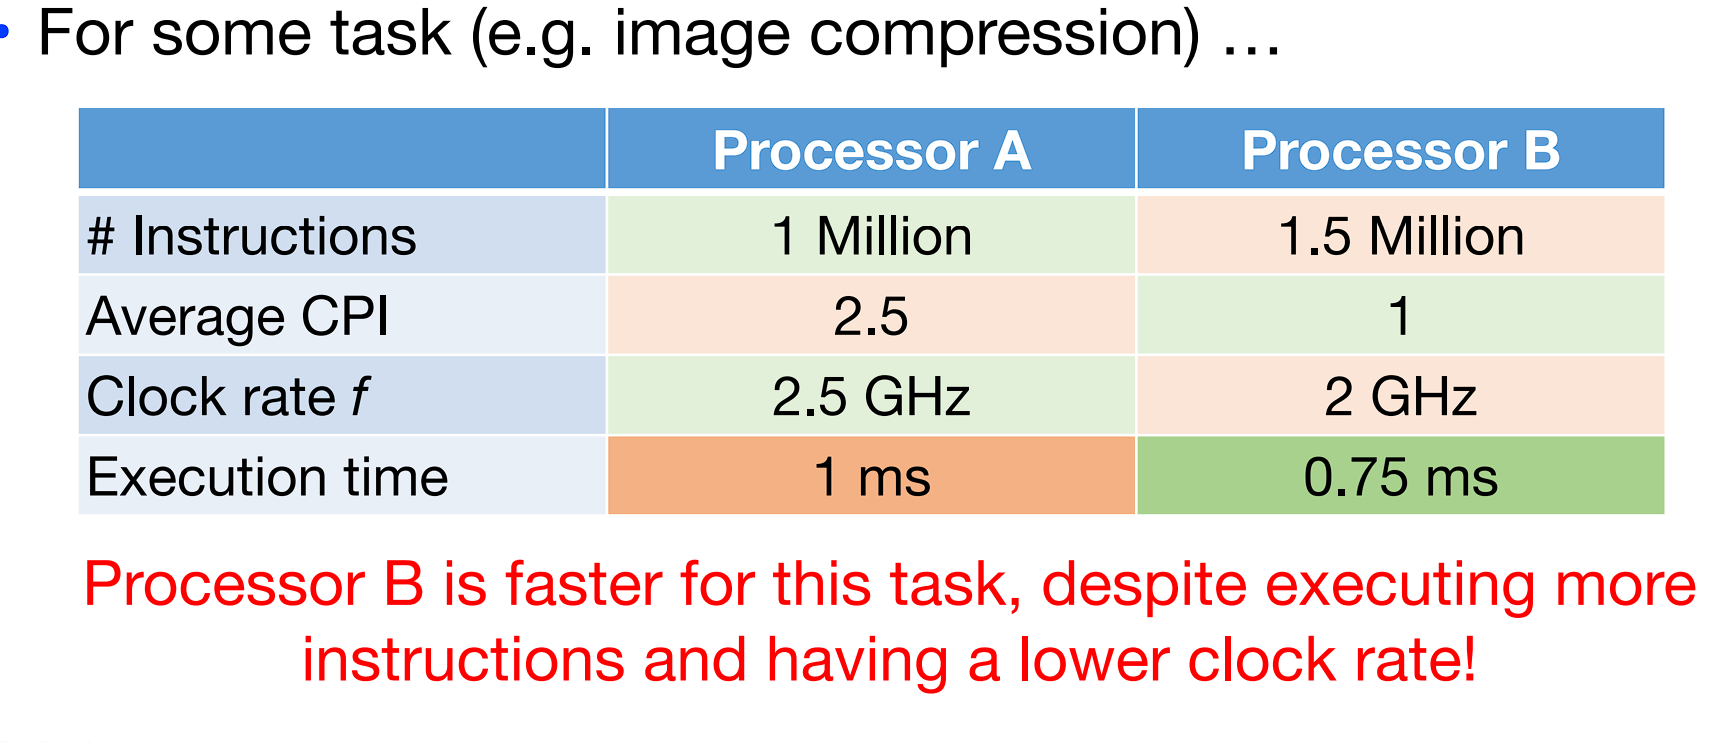 • For some task (e.g. image compression) …
Processor A Processor B
# Instructions 1 Million 1.5 Million
Average CPI 2.5 1
Clock rate f 2.5 GHz 2 GHz
Execution time 1 ms 0.75 ms
Processor B is faster for this task, despite executing more
instructions and having a lower clock rate!